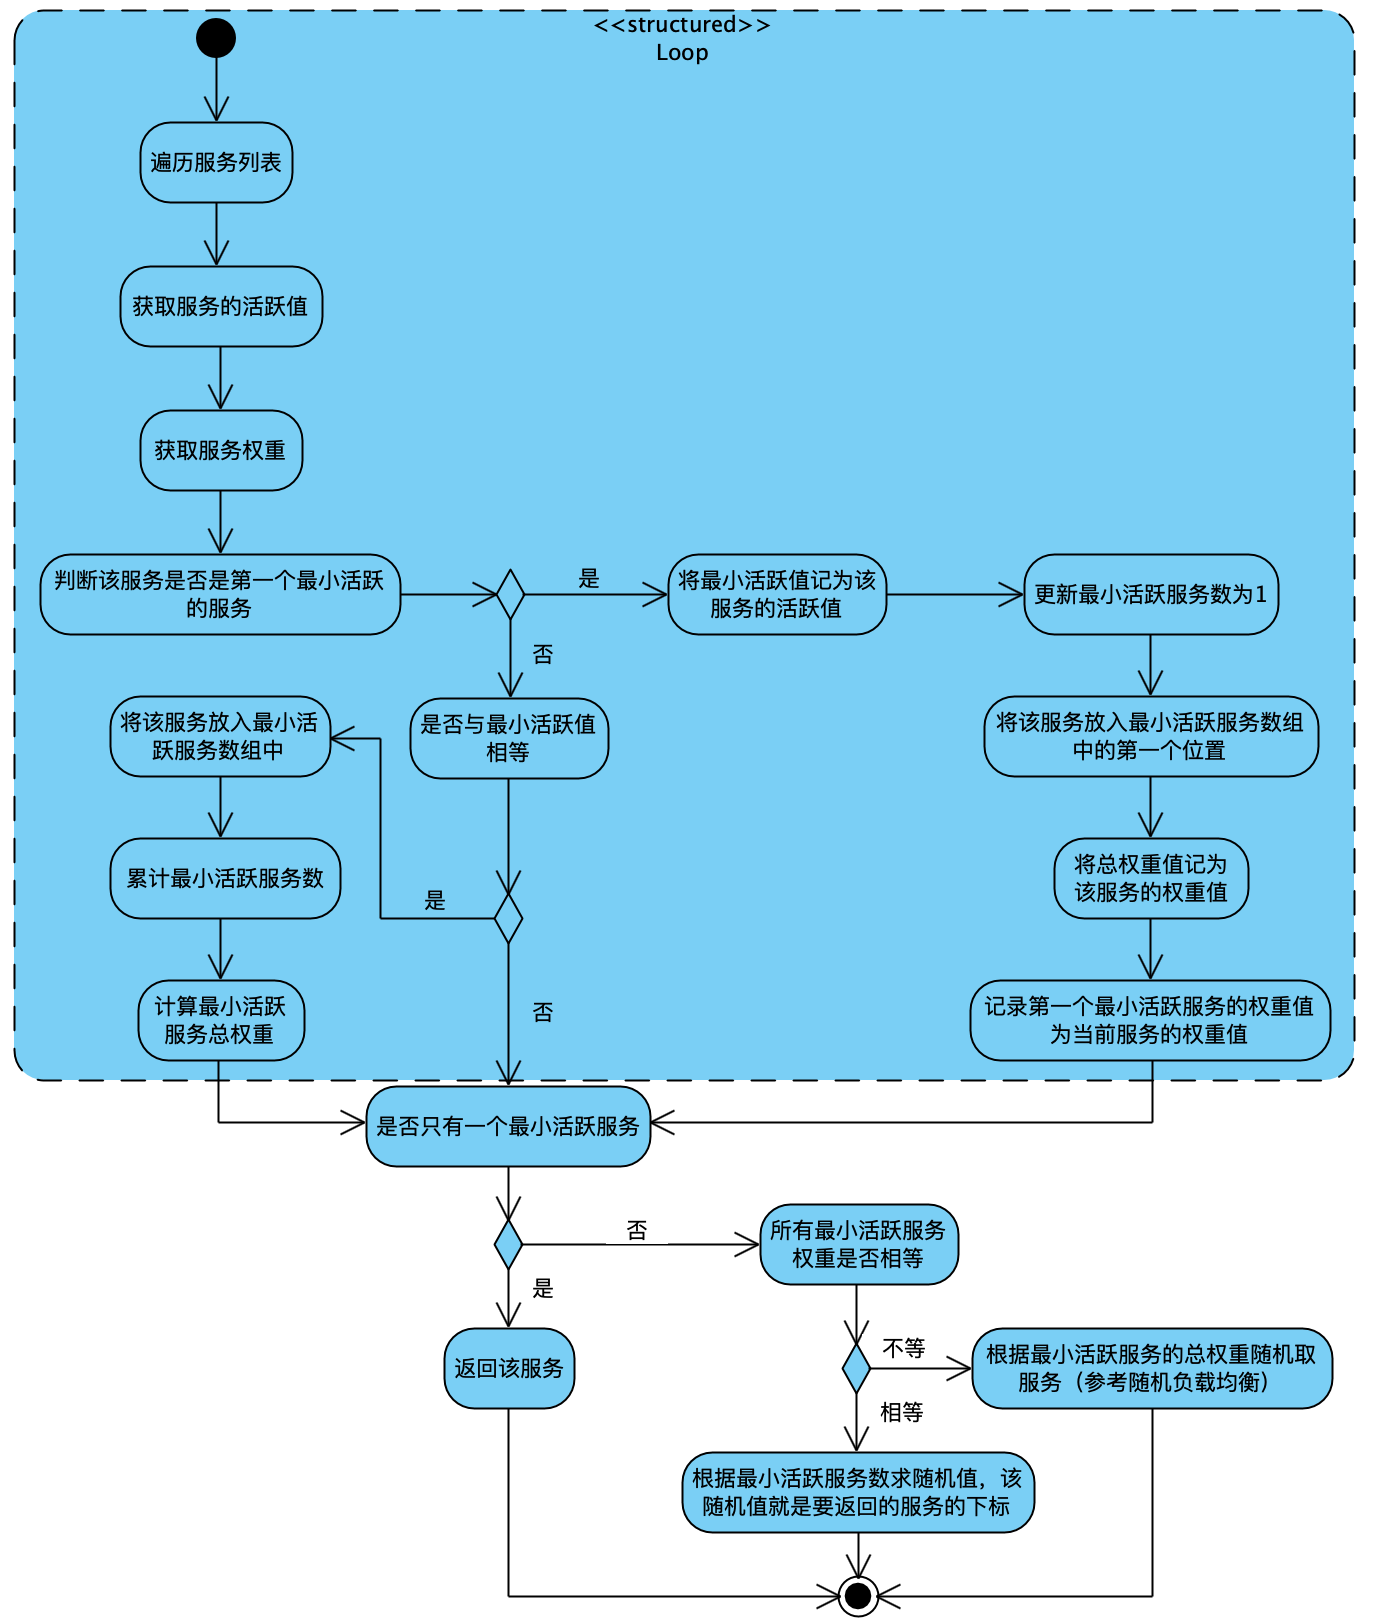 <<structured>>
Loop
遍历服务列表
获取服务的活跃值
获取服务权重
判断该服务是否是第一个最小活跃
的服务
是
将最小活跃值记为该
服务的活跃值
更新最小活跃服务数为1
否
将该服务放入最小活
跃服务数组中
是否与最小活跃值
相等
将该服务放入最小活跃服务数组
中的第一个位置
累计最小活跃服务数
是
将总权重值记为
该服务的权重值
计算最小活跃
服务总权重
否
记录第一个最小活跃服务的权重值
为当前服务的权重值
是否只有一个最小活跃服务
否
所有最小活跃服务
权重是否相等
是
返回该服务
不等
根据最小活跃服务的总权重随机取
服务（参考随机负载均衡）
相等
根据最小活跃服务数求随机值，该
随机值就是要返回的服务的下标